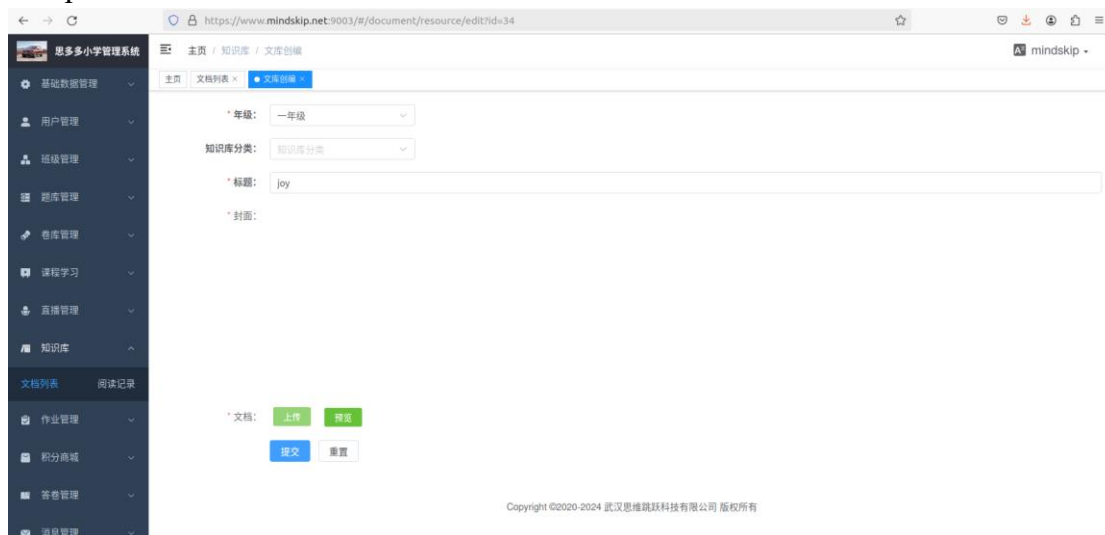 https://www.mindskip.net:9003/#/document/resource/edit?id=34
思多多小学管理系统
主页 / 知识库 / 文库创编
mindskip
主页 文档列表 × 文库创编 ×
基础数据管理
用户管理
班级管理
题库管理
卷库管理
课程学习
直播管理
知识库
文档列表 阅读记录
作业管理
积分商城
答卷管理
消息管理
* 年级: 一年级
知识库分类: 知识库分类
* 标题: joy
* 封面:
* 文档: 上传 预览
提交 重置
Copyright ©2020-2024 武汉思维跳跃科技有限公司 版权所有